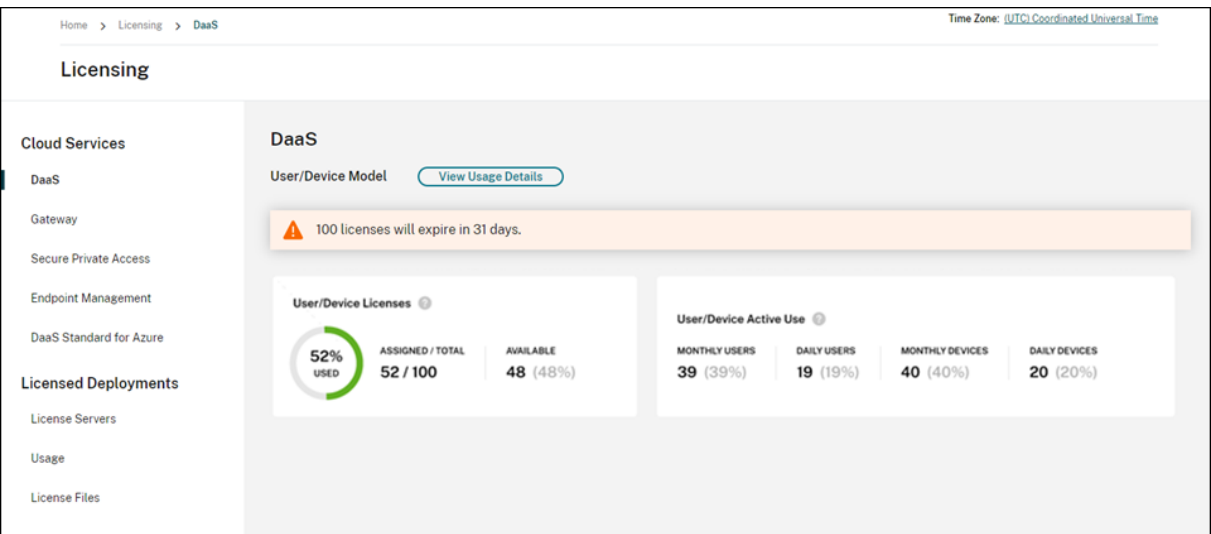 Home > Licensing > DaaS
Time Zone: (UTC) Coordinated Universal Time
Licensing
Cloud Services
DaaS
Gateway
Secure Private Access
Endpoint Management
DaaS Standard for Azure
Licensed Deployments
License Servers
Usage
License Files
DaaS
User/Device Model
View Usage Details
100 licenses will expire in 31 days.
User/Device Licenses ?
52%
USED
ASSIGNED / TOTAL
52 / 100
AVAILABLE
48 (48%)
User/Device Active Use ?
MONTHLY USERS
39 (39%)
DAILY USERS
19 (19%)
MONTHLY DEVICES
40 (40%)
DAILY DEVICES
20 (20%)